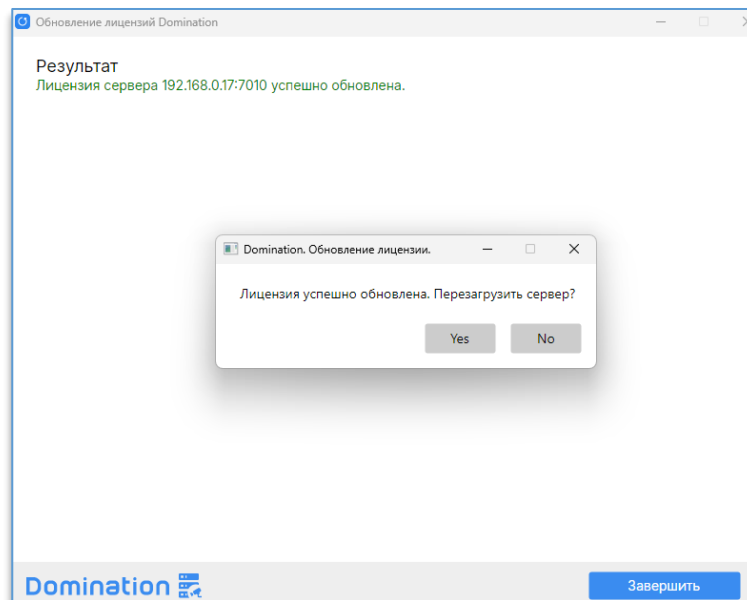 Обновление лицензий Domination
Результат
Лицензия сервера 192.168.0.17:7010 успешно обновлена.
Domination. Обновление лицензии.
Лицензия успешно обновлена. Перезагрузить сервер?
Yes No
Domination
Завершить